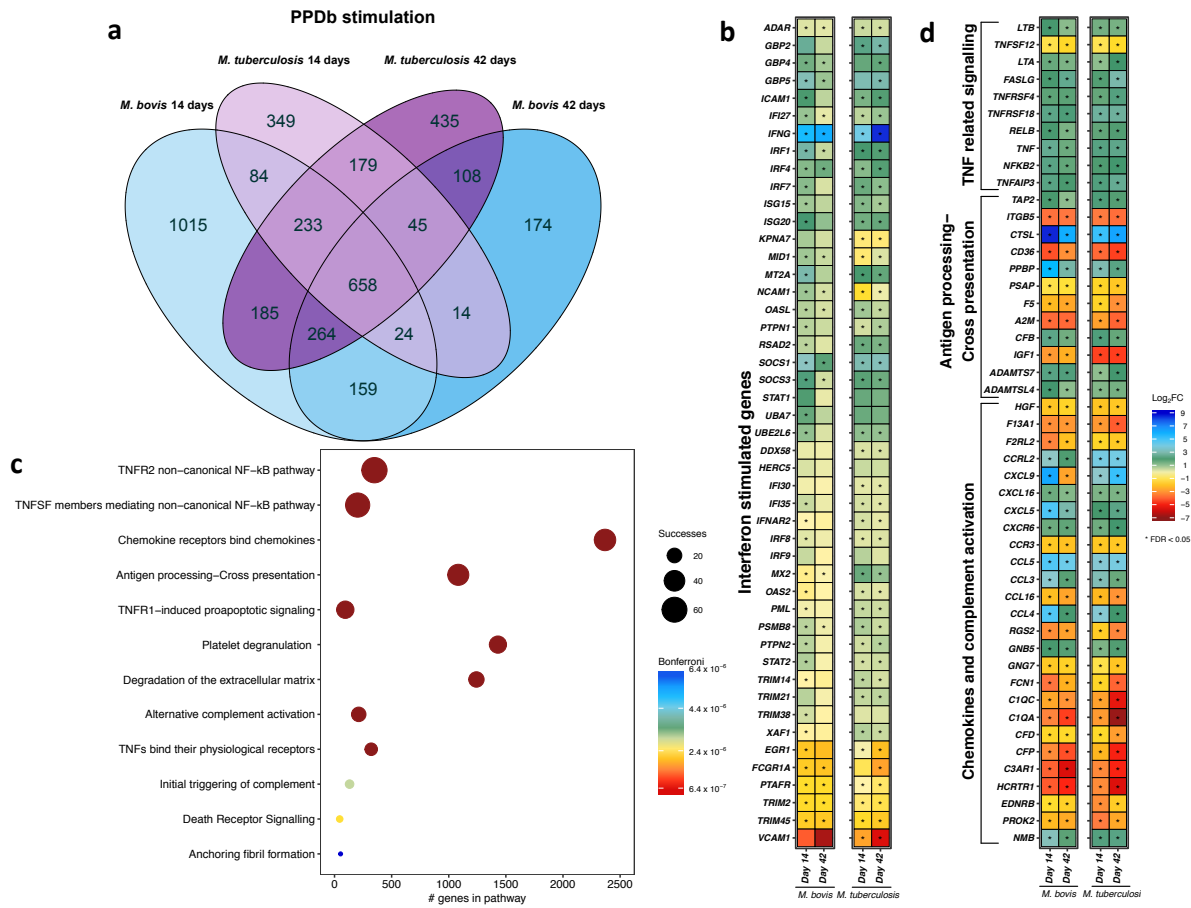 PPDb stimulation
a
M. tuberculosis 14 days
M. tuberculosis 42 days
M. bovis 14 days
M. bovis 42 days
349
435
179
84
108
1015
233
45
174
658
185
264
24
14
159
b
Interferon stimulated genes
ADAR
GBP2
GBP4
GBP5
ICAM1
IFI27
IFNG
IRF1
IRF4
IRF7
ISG15
ISG20
KPNA7
MID1
MT2A
NCAM1
OASL
PTPN1
RSAD2
SOCS1
SOCS3
STAT1
UBA7
UBE2L6
DDX58
HERC5
IFI30
IFI35
IFNAR2
IRF8
IRF9
MX2
OAS2
PML
PSMB8
PTPN2
STAT2
TRIM14
TRIM21
TRIM38
XAF1
EGR1
FCGR1A
PTAFR
TRIM2
TRIM45
VCAM1
Day 14
Day 42
Day 14
Day 42
M. bovis
M. tuberculosis
c
TNFR2 non−canonical NF−kB pathway
TNFSF members mediating non−canonical NF−kB pathway
Chemokine receptors bind chemokines
Antigen processing−Cross presentation
TNFR1−induced proapoptotic signaling
Platelet degranulation
Degradation of the extracellular matrix
Alternative complement activation
TNFs bind their physiological receptors
Initial triggering of complement
Death Receptor Signalling
Anchoring fibril formation
0
500
1000
1500
2000
2500
# genes in pathway
Successes
20
40
60
Bonferroni
6.4 x 10⁻⁶
4.4 x 10⁻⁶
2.4 x 10⁻⁶
6.4 x 10⁻⁷
d
TNF related signalling
Antigen processing−
Cross presentation
Chemokines and complement activation
LTB
TNFSF12
LTA
FASLG
TNFRSF4
TNFRSF18
RELB
TNF
NFKB2
TNFAIP3
TAP2
ITGB5
CTSL
CD36
PPBP
PSAP
F5
A2M
CFB
IGF1
ADAMTS7
ADAMTSL4
HGF
F13A1
F2RL2
CCRL2
CXCL9
CXCL16
CXCL5
CXCR6
CCR3
CCL5
CCL3
CCL16
CCL4
RGS2
GNB5
GNG7
FCN1
C1QC
C1QA
CFD
CFP
C3AR1
HCRTR1
EDNRB
PROK2
NMB
Day 14
Day 42
Day 14
Day 42
M. bovis
M. tuberculosi
Log₂FC
9
7
5
3
1
−1
−3
−5
−7
* FDR < 0.05